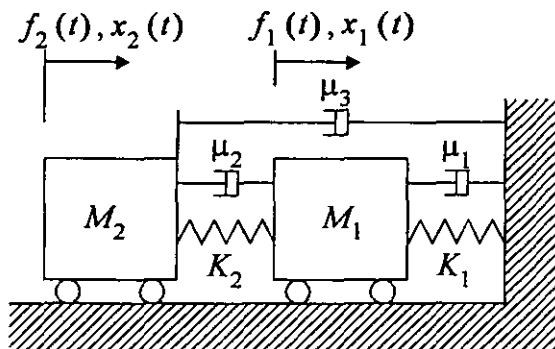 f₂(t), x₂(t) f₁(t), x₁(t)
μ₃
μ₂ μ₁
M₂ M₁
K₂ K₁